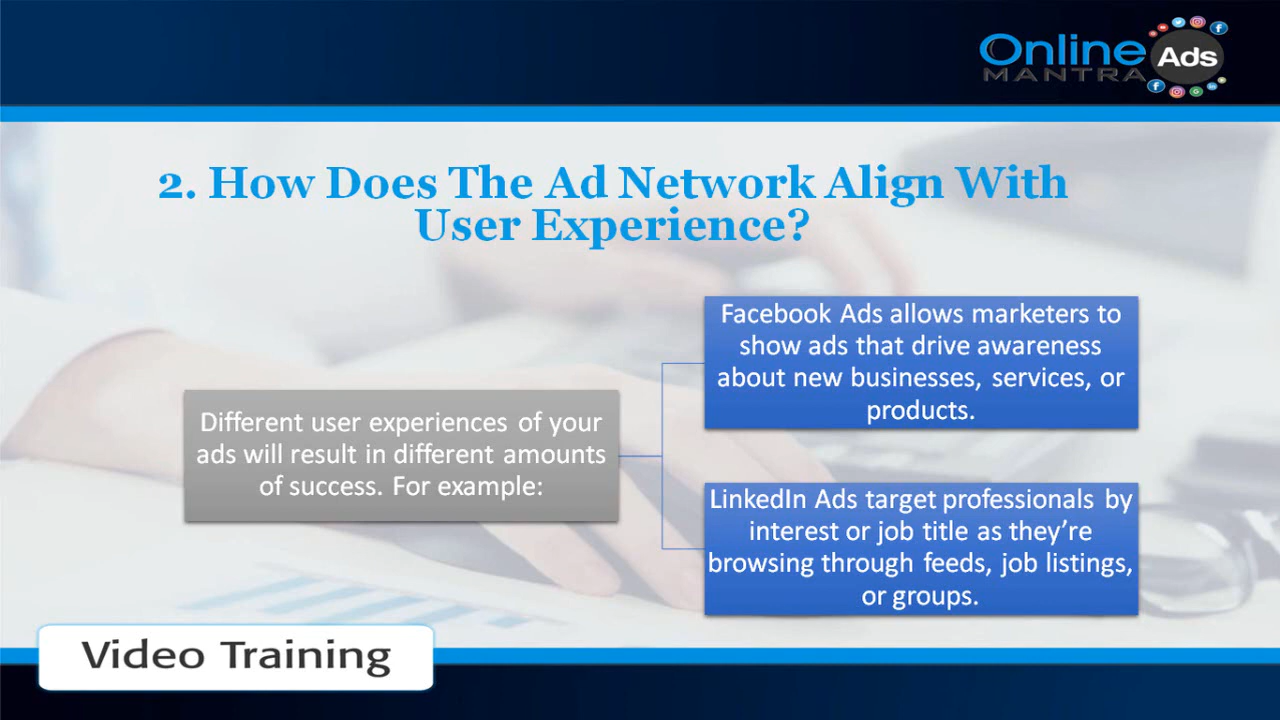 Online
MANTRA
Ads
2. How Does The Ad Network Align With
User Experience?
Different user experiences of your
ads will result in different amounts
of success. For example:
Facebook Ads allows marketers to
show ads that drive awareness
about new businesses, services, or
products.
LinkedIn Ads target professionals by
interest or job title as they’re
browsing through feeds, job listings,
or groups.
Video Training